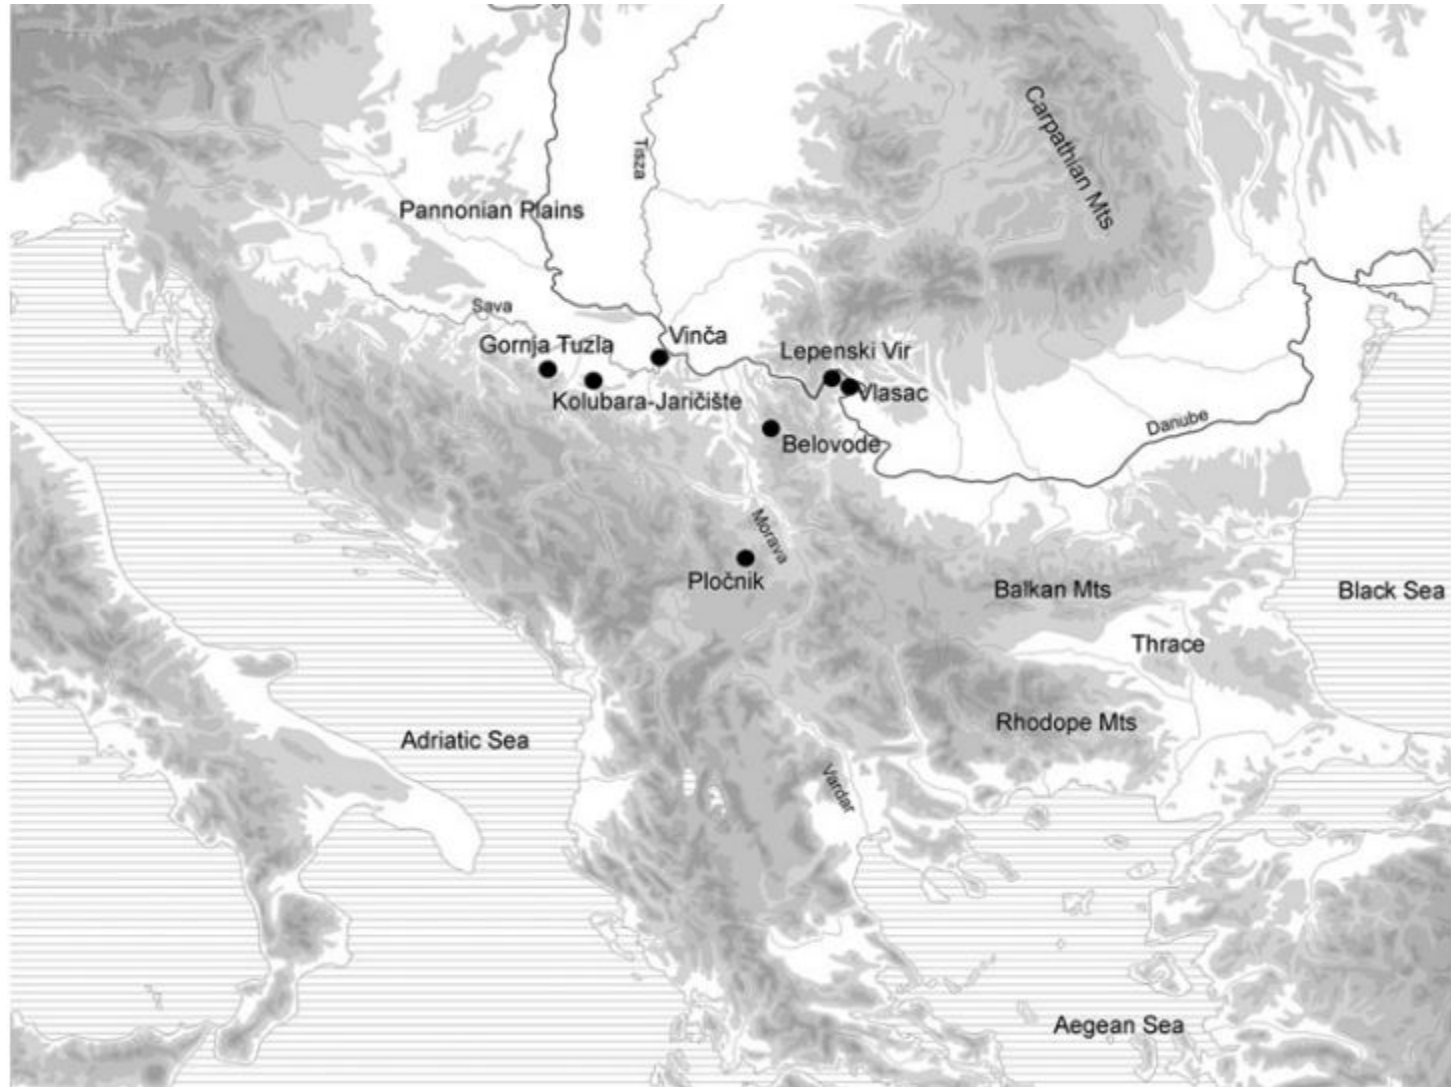 Carpathian Mts
Tisza
Pannonian Plains
Sava
Vinča
Gornja Tuzla
Lepenski Vir
Kolubara-Jaričište
Vlasac
Danube
Belovode
Morava
Pločnik
Balkan Mts
Black Sea
Thrace
Rhodope Mts
Adriatic Sea
Vardar
Aegean Sea